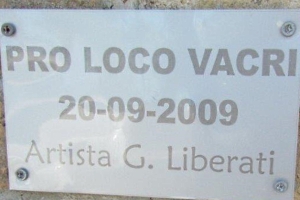 PRO LOCO VACRI
20-09-2009
Artista G. Liberati